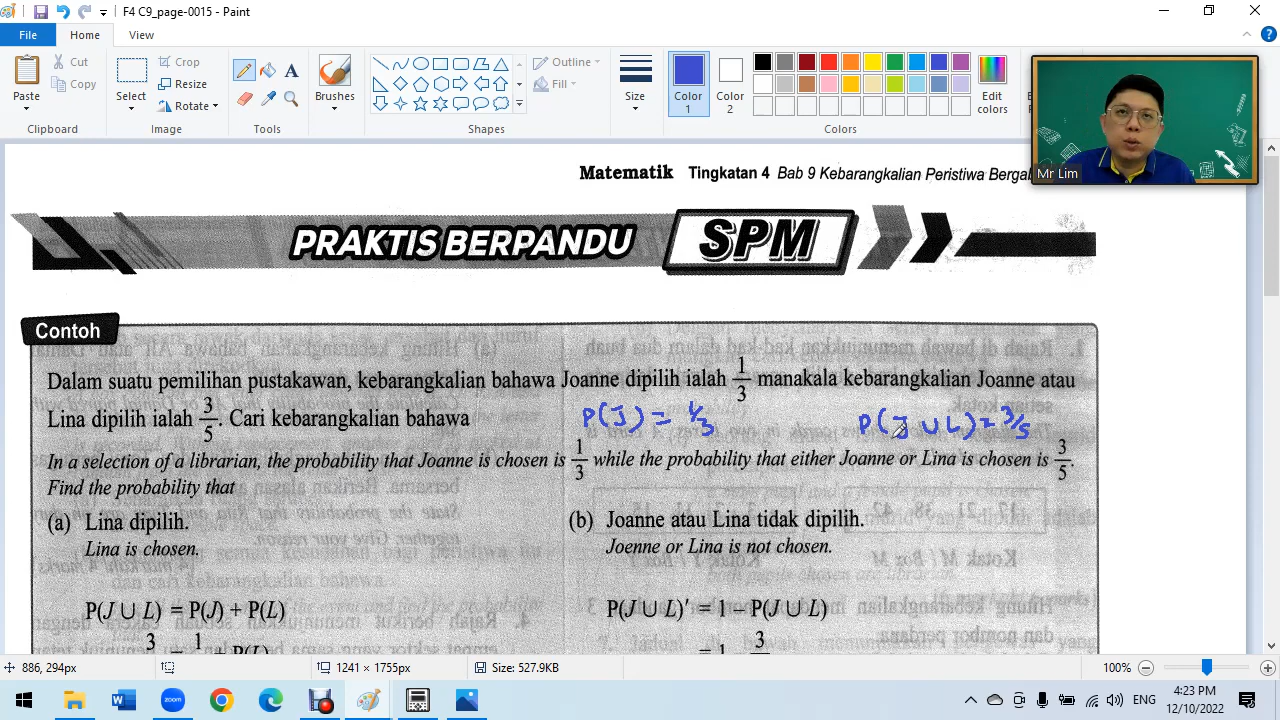 F4 C9_page-0015 - Paint
File Home View
Paste
Cut
Copy
Clipboard
Select
Crop
Resize
Rotate
Image
Tools
Brushes
Outline
Fill
Shapes
Size
Color 1
Color 2
Edit colors
Colors
Mr Lim
Matematik Tingkatan 4 Bab 9 Kebarangkalian Peristiwa
PRAKTIS BERPANDU SPM
Contoh
Dalam suatu pemilihan pustakawan, kebarangkalian bahawa Joanne dipilih ialah 1/3 manakala kebarangkalian Joanne atau
Lina dipilih ialah 3/5. Cari kebarangkalian bahawa
P(J) = 1/3 P(J ∪ L) = 3/5
In a selection of a librarian, the probability that Joanne is chosen is 1/3 while the probability that either Joanne or Lina is chosen is 3/5.
Find the probability that
(a) Lina dipilih.
Lina is chosen.
(b) Joanne atau Lina tidak dipilih.
Joenne or Lina is not chosen.
P(J ∪ L) = P(J) + P(L)
P(J ∪ L)′ = 1 – P(J ∪ L)
886, 294px
1241 × 1755px
Size: 527.9KB
100%
zoom
ENG
4:23 PM
12/10/2022